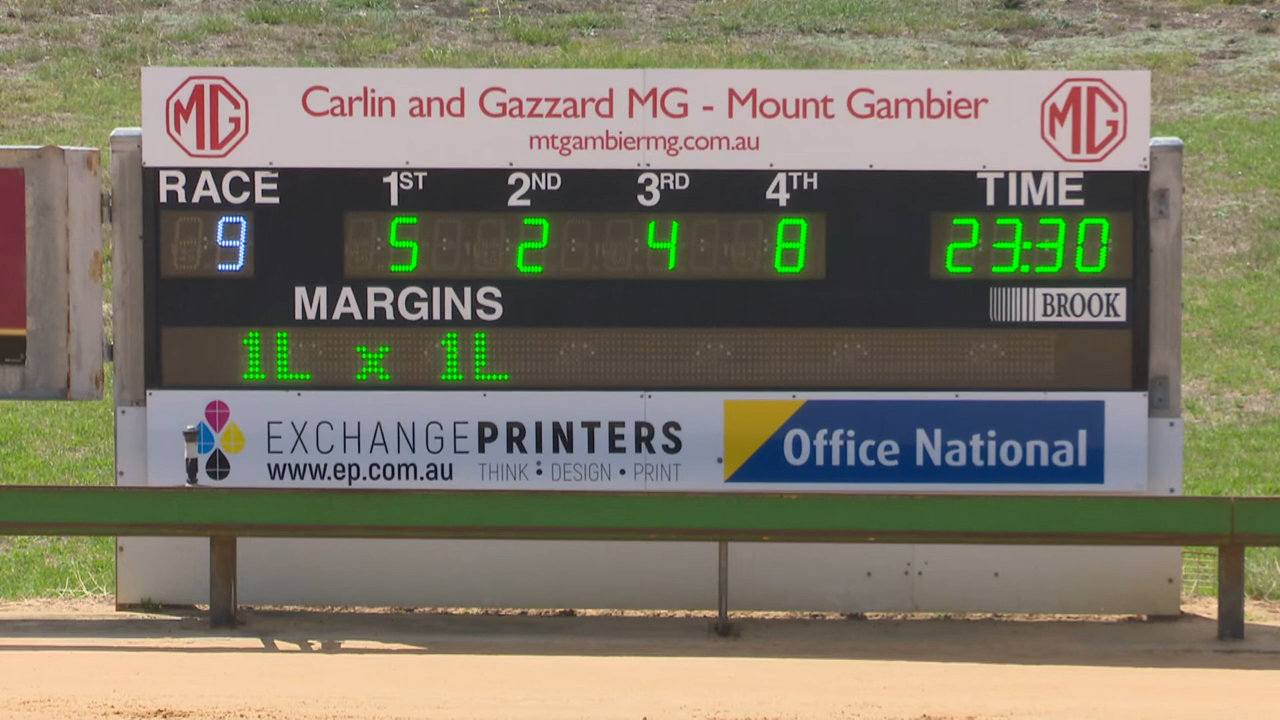 MG Carlin and Gazzard MG - Mount Gambier MG
mtgambiermg.com.au
RACE 1ST 2ND 3RD 4TH TIME
9 5 2 4 8 23:30
MARGINS BROOK
1L x 1L
EXCHANGEPRINTERS Office National
www.ep.com.au THINK • DESIGN • PRINT